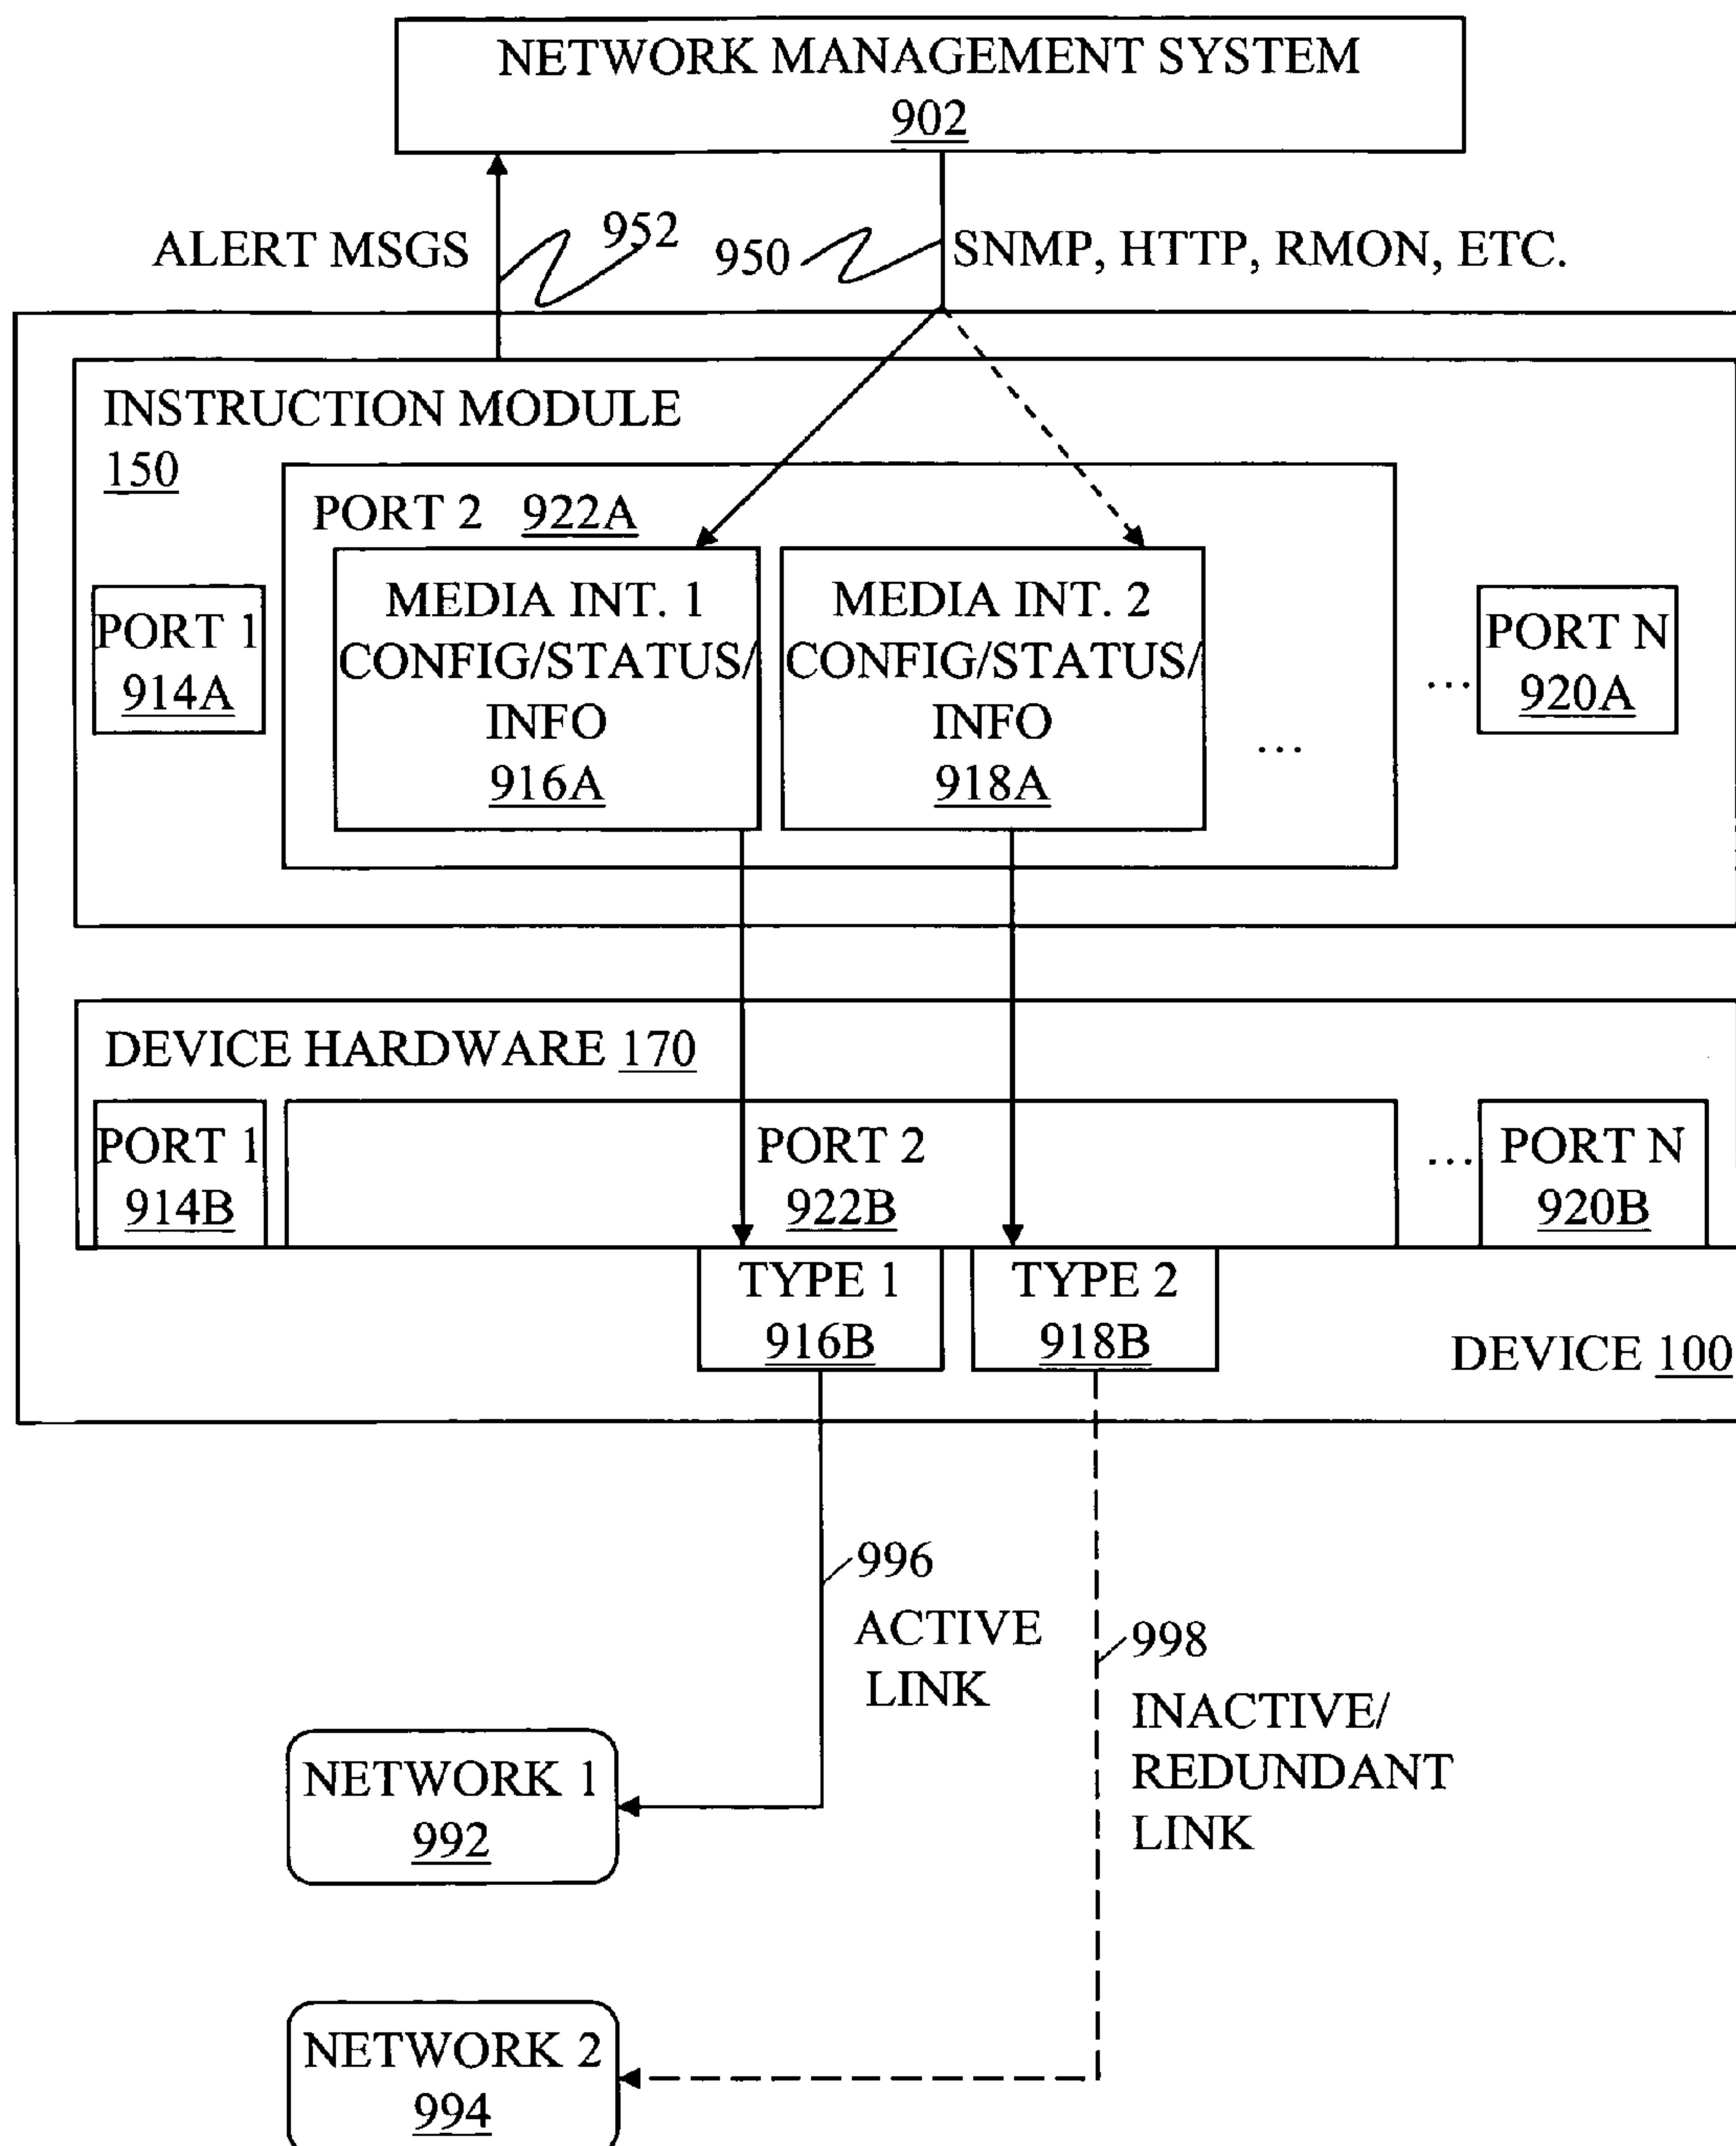 NETWORK MANAGEMENT SYSTEM
902
ALERT MSGS
952
950
SNMP, HTTP, RMON, ETC.
INSTRUCTION MODULE
150
PORT 2 922A
PORT 1
914A
MEDIA INT. 1
CONFIG/STATUS/
INFO
916A
MEDIA INT. 2
CONFIG/STATUS/
INFO
918A
...
...
PORT N
920A
DEVICE HARDWARE 170
PORT 1
914B
PORT 2
922B
...
PORT N
920B
TYPE 1
916B
TYPE 2
918B
DEVICE 100
996
ACTIVE
LINK
998
INACTIVE/
REDUNDANT
LINK
NETWORK 1
992
NETWORK 2
994